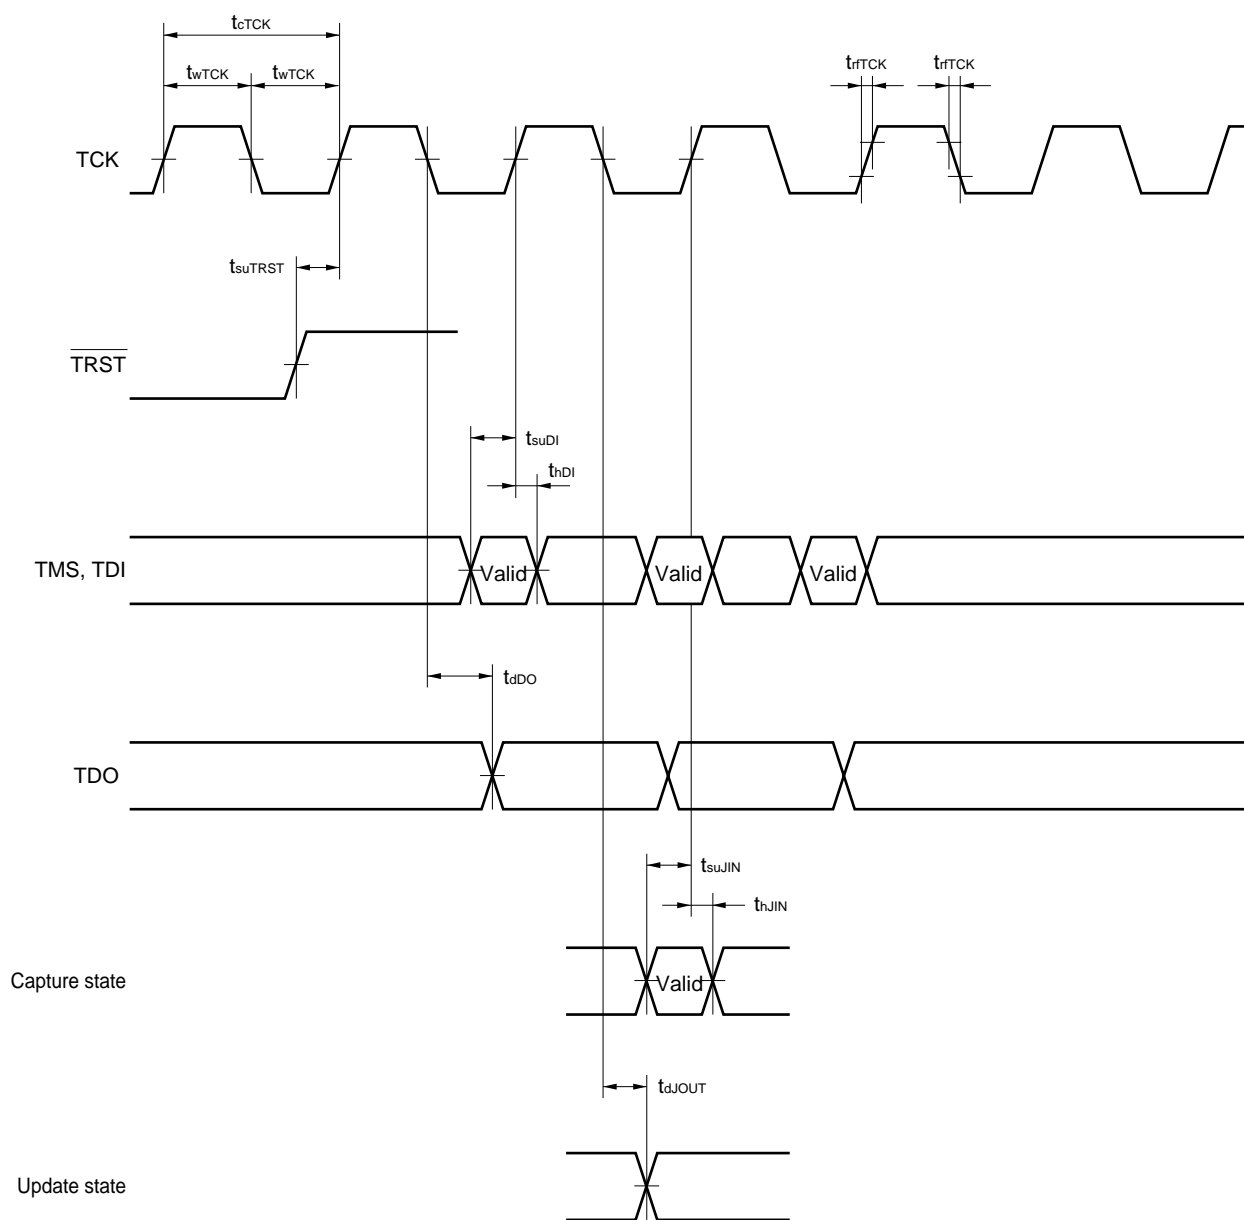 tcTCK
twTCK twTCK trfTCK trfTCK
TCK
tsuTRST
TRST
tsuDI
thDI
TMS, TDI Valid Valid Valid
tdDO
TDO
tsuJIN
thJIN
Capture state Valid
tdJOUT
Update state